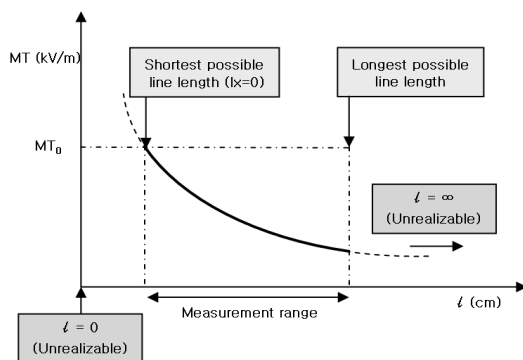 MT (kV/m)
Shortest possible
line length (lx=0)
Longest possible
line length
MT₀
ℓ = ∞
(Unrealizable)
ℓ (cm)
Measurement range
ℓ = 0
(Unrealizable)